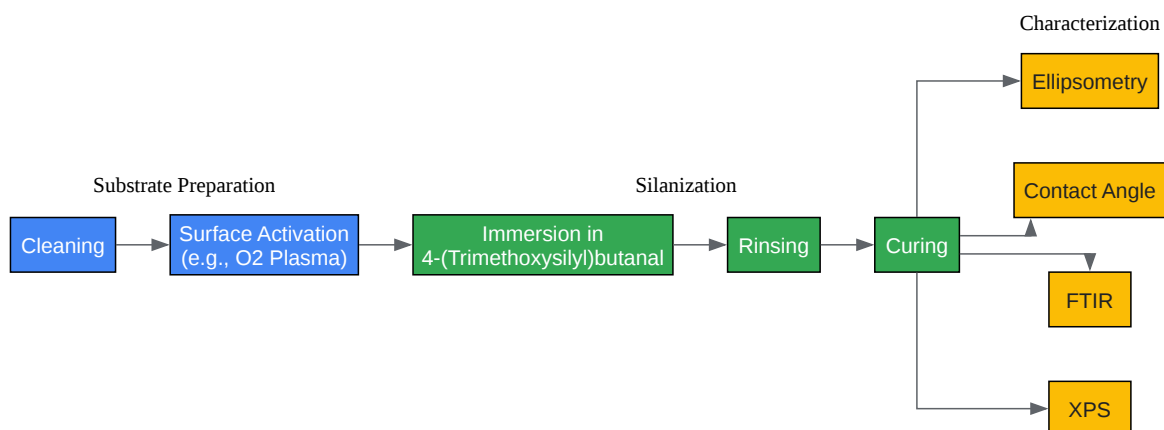 Characterization
Ellipsometry
Substrate Preparation
Silanization
Contact Angle
Cleaning
Surface Activation
(e.g., O2 Plasma)
Immersion in
4-(Trimethoxysilyl)butanal
Rinsing
Curing
FTIR
XPS